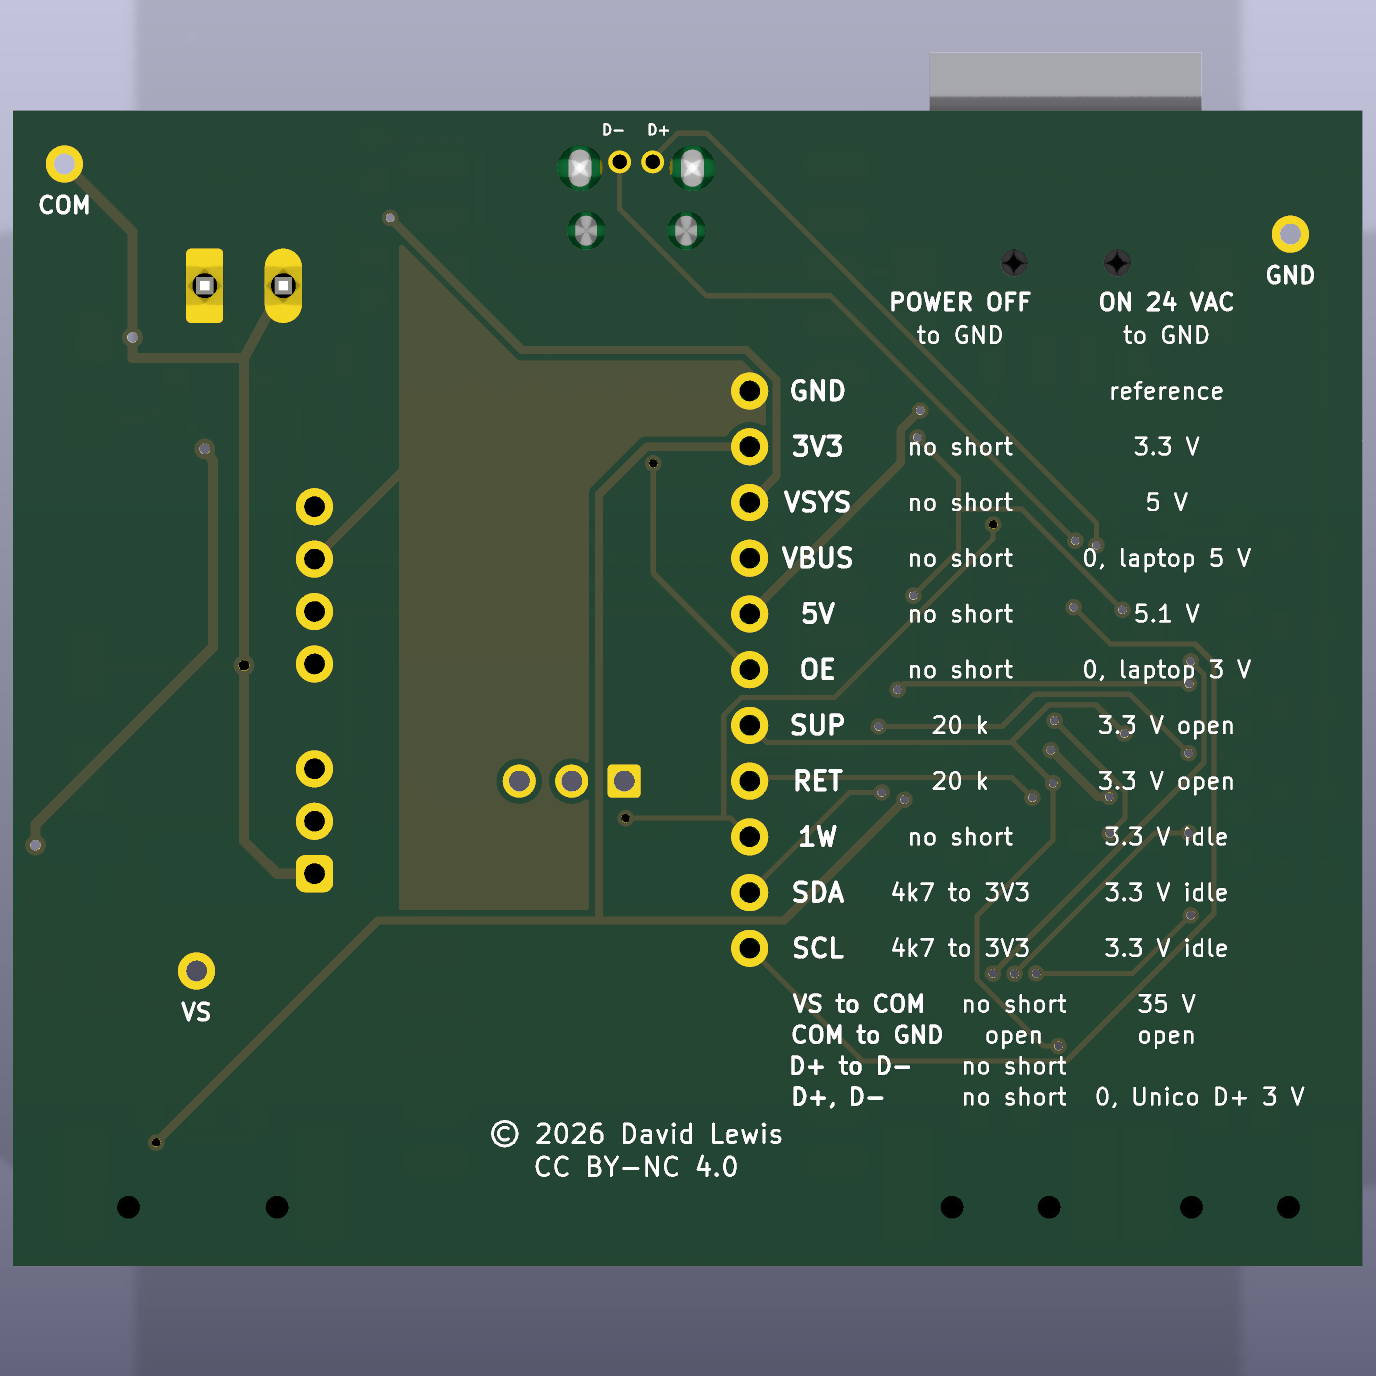 D- D+
COM
GND
POWER OFF ON 24 VAC
to GND to GND
GND reference
3V3 no short 3.3 V
VSYS no short 5 V
VBUS no short 0, laptop 5 V
5V no short 5.1 V
OE no short 0, laptop 3 V
SUP 20 k 3.3 V open
RET 20 k 3.3 V open
1W no short 3.3 V idle
SDA 4k7 to 3V3 3.3 V idle
SCL 4k7 to 3V3 3.3 V idle
VS
VS to COM no short 35 V
COM to GND open open
D+ to D- no short
D+, D- no short 0, Unico D+ 3 V
© 2026 David Lewis
CC BY-NC 4.0